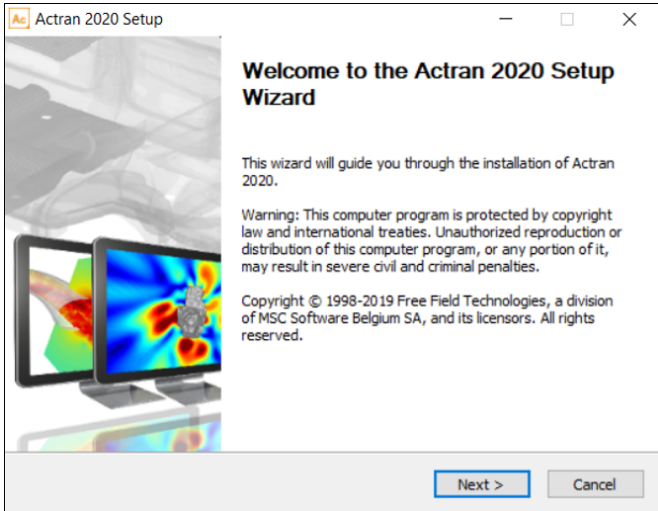 Ac Actran 2020 Setup
Welcome to the Actran 2020 Setup
Wizard
This wizard will guide you through the installation of Actran
2020.
Warning: This computer program is protected by copyright
law and international treaties. Unauthorized reproduction or
distribution of this computer program, or any portion of it,
may result in severe civil and criminal penalties.
Copyright © 1998-2019 Free Field Technologies, a division
of MSC Software Belgium SA, and its licensors. All rights
reserved.
Next > Cancel